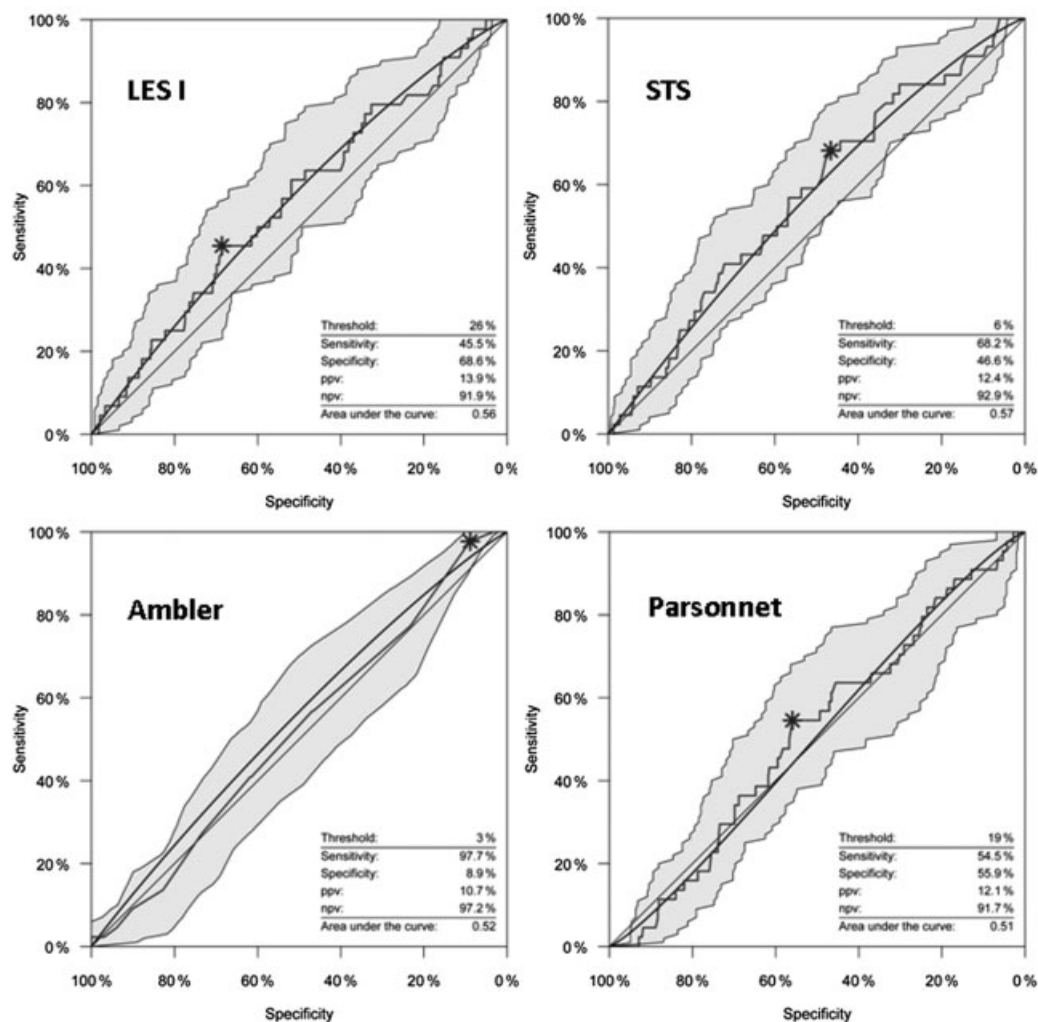 100 %
80 %
60 %
40 %
20 %
0 %
Sensitivity
LES I
Threshold: 26 %
Sensitivity: 45.5 %
Specificity: 68.6 %
ppv: 13.9 %
npv: 91.9 %
Area under the curve: 0.56
100 % 80 % 60 % 40 % 20 % 0 %
Specificity
100 %
80 %
60 %
40 %
20 %
0 %
Sensitivity
STS
Threshold: 6 %
Sensitivity: 68.2 %
Specificity: 46.6 %
ppv: 12.4 %
npv: 92.9 %
Area under the curve: 0.57
100 % 80 % 60 % 40 % 20 % 0 %
Specificity
100 %
80 %
60 %
40 %
20 %
0 %
Sensitivity
Ambler
Threshold: 3 %
Sensitivity: 97.7 %
Specificity: 8.9 %
ppv: 10.7 %
npv: 97.2 %
Area under the curve: 0.52
100 % 80 % 60 % 40 % 20 % 0 %
Specificity
100 %
80 %
60 %
40 %
20 %
0 %
Sensitivity
Parsonnet
Threshold: 19 %
Sensitivity: 54.5 %
Specificity: 55.9 %
ppv: 12.1 %
npv: 91.7 %
Area under the curve: 0.51
100 % 80 % 60 % 40 % 20 % 0 %
Specificity